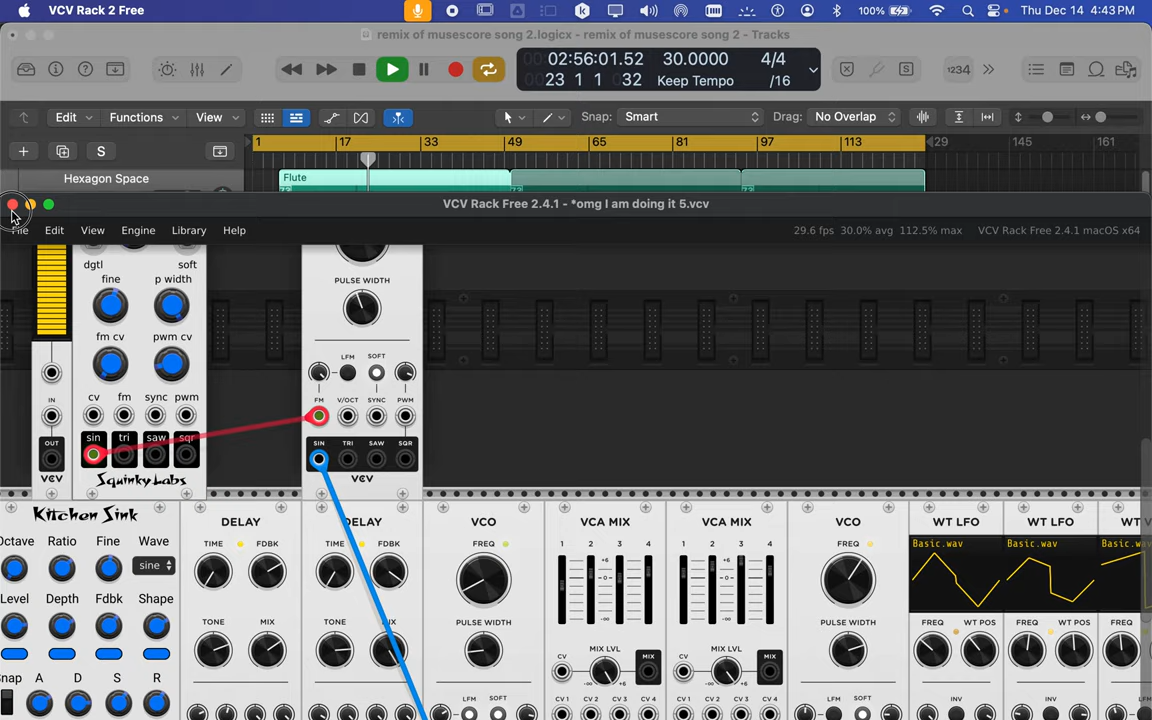 VCV Rack 2 Free
100%
Thu Dec 14 4:43 PM
remix of musescore song 2.logicx - remix of musescore song 2 - Tracks
02:56:01.52 30.0000 4/4
23 1 1 32 Keep Tempo /16
1234
Edit Functions View Snap: Smart Drag: No Overlap
S
1 17 33 49 65 81 97 113 129 145 161
Hexagon Space
Flute
VCV Rack Free 2.4.1 - *omg I am doing it 5.vcv
File Edit View Engine Library Help
29.6 fps 30.0% avg 112.5% max VCV Rack Free 2.4.1 macOS x64
dgtl soft
fine p width
PULSE WIDTH
fm cv pwm cv
LFM SOFT
cv fm sync pwm
FM V/OCT SYNC PWM
IN
sin tri saw sqr
SIN TRI SAW SQR
OUT
VCV Squinky Labs VCV
Kitchen Sink
DELAY DELAY VCO VCA MIX VCA MIX VCO WT LFO WT LFO
Octave Ratio Fine Wave
sine
TIME FDBK TIME FDBK FREQ 1 2 3 4 1 2 3 4 FREQ Basic.wav Basic.wav
+6 -0- -∞ +6 -0- -∞
Level Depth Fdbk Shape
TONE MIX TONE MIX PULSE WIDTH MIX LVL MIX MIX LVL MIX PULSE WIDTH FREQ WT POS FREQ WT POS FREQ
CV -∞ +6 CV -∞ +6
Snap A D S R
LFM SOFT CV 1 CV 2 CV 3 CV 4 CV 1 CV 2 CV 3 CV 4 LFM SOFT INV INV